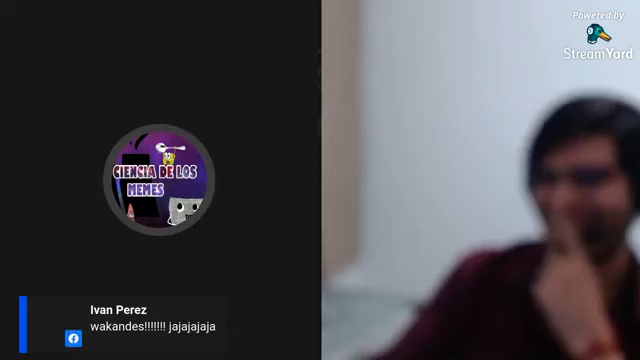 Powered by
StreamYard
CIENCIA DE LOS
MEMES
Ivan Perez
wakandes!!!!!!! jajajajaja